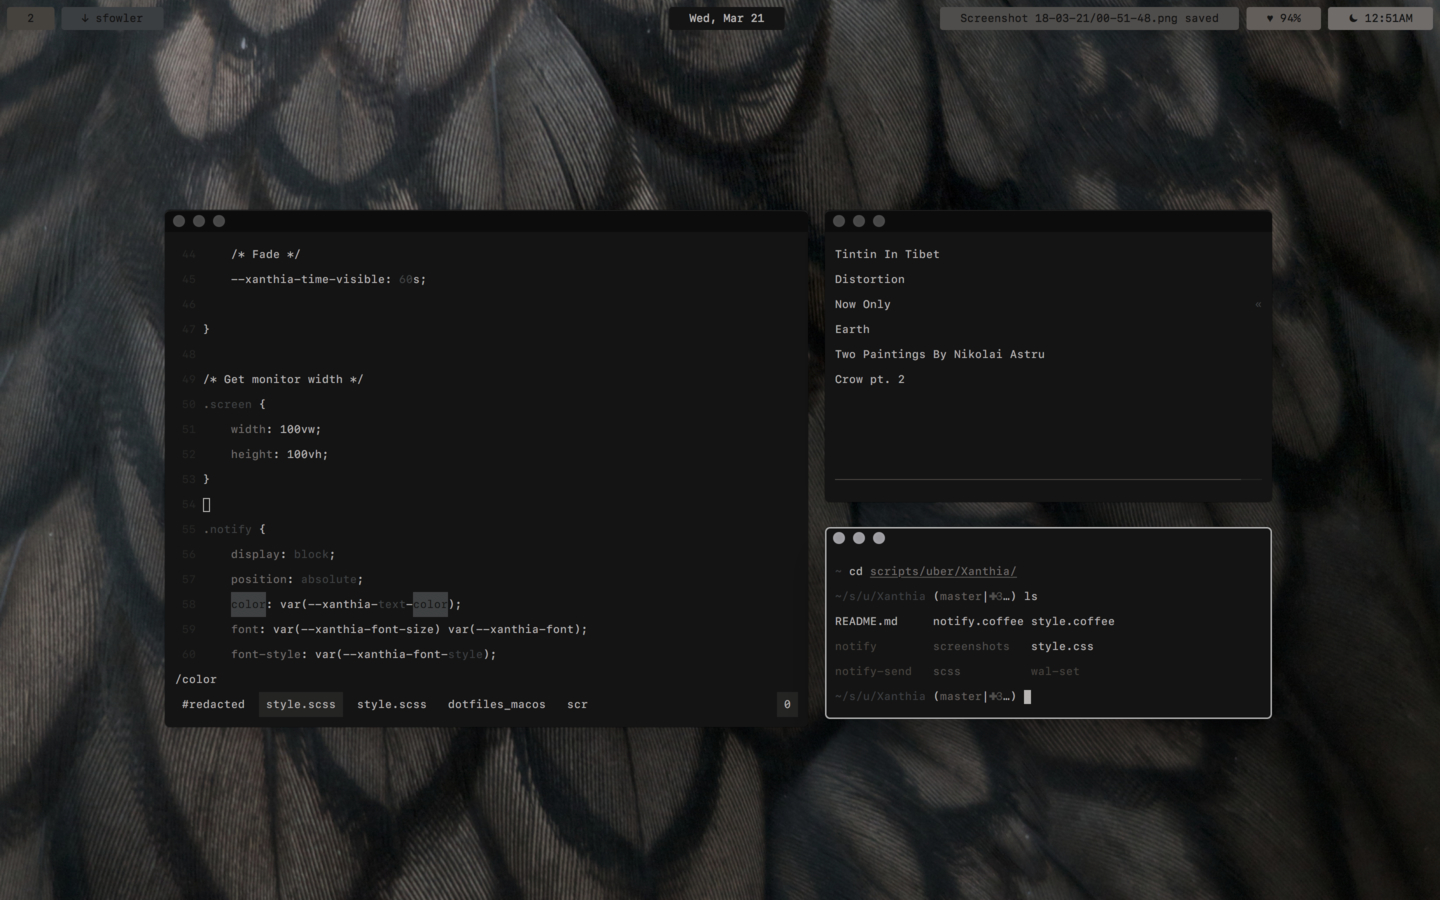 2 ↓ sfowler Wed, Mar 21 Screenshot 18-03-21/00-51-48.png saved ♥ 94% 12:51AM
44 /* Fade */
45 --xanthia-time-visible: 60s;
46
47 }
48
49 /* Get monitor width */
50 .screen {
51 width: 100vw;
52 height: 100vh;
53 }
54
55 .notify {
56 display: block;
57 position: absolute;
58 color: var(--xanthia-text-color);
59 font: var(--xanthia-font-size) var(--xanthia-font);
60 font-style: var(--xanthia-font-style);
/color
#redacted style.scss style.scss dotfiles_macos scr 0
Tintin In Tibet
Distortion
Now Only «
Earth
Two Paintings By Nikolai Astru
Crow pt. 2
~ cd scripts/uber/Xanthia/
~/s/u/Xanthia (master|✚3…) ls
README.md notify.coffee style.coffee
notify screenshots style.css
notify-send scss wal-set
~/s/u/Xanthia (master|✚3…)